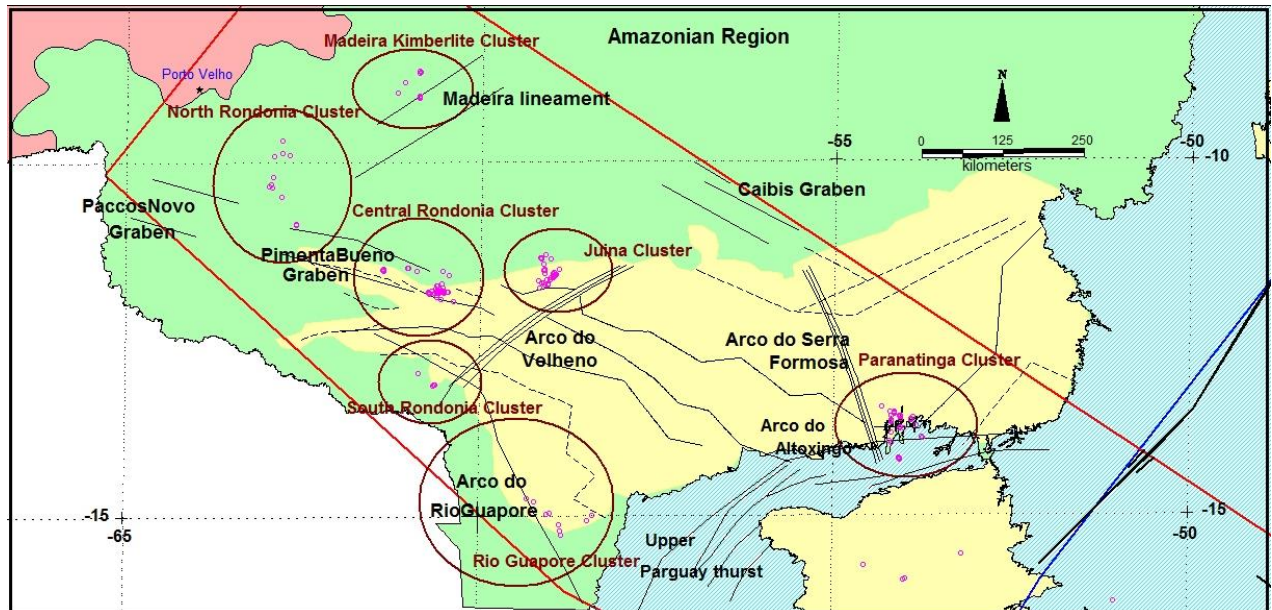 Madeira Kimberlite Cluster
Amazonian Region
Porto Velho
N
Madeira lineament
North Rondonia Cluster
0 125 250
kilometers
-55
-10
Caibis Graben
PaccosNovo
Graben
Central Rondonia Cluster
PimentaBueno
Graben
Juina Cluster
Arco do
Velheno
Arco do Serra
Formosa
Paranatinga Cluster
South Rondonia Cluster
Arco do
Altoxingo
Arco do
RioGuapore
-15
-65
-15
-50
Upper
Parguay thurst
Rio Guapore Cluster